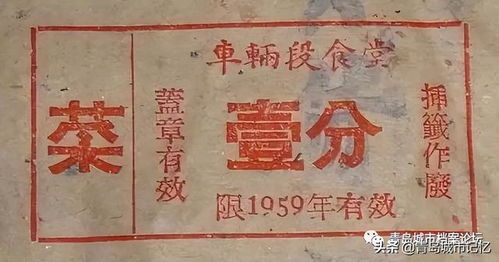 車輛段食堂
菜
蓋章有效
壹分
揷籤作廢
限1959年有效
青岛城市档案论坛
头条 @青岛城市记忆